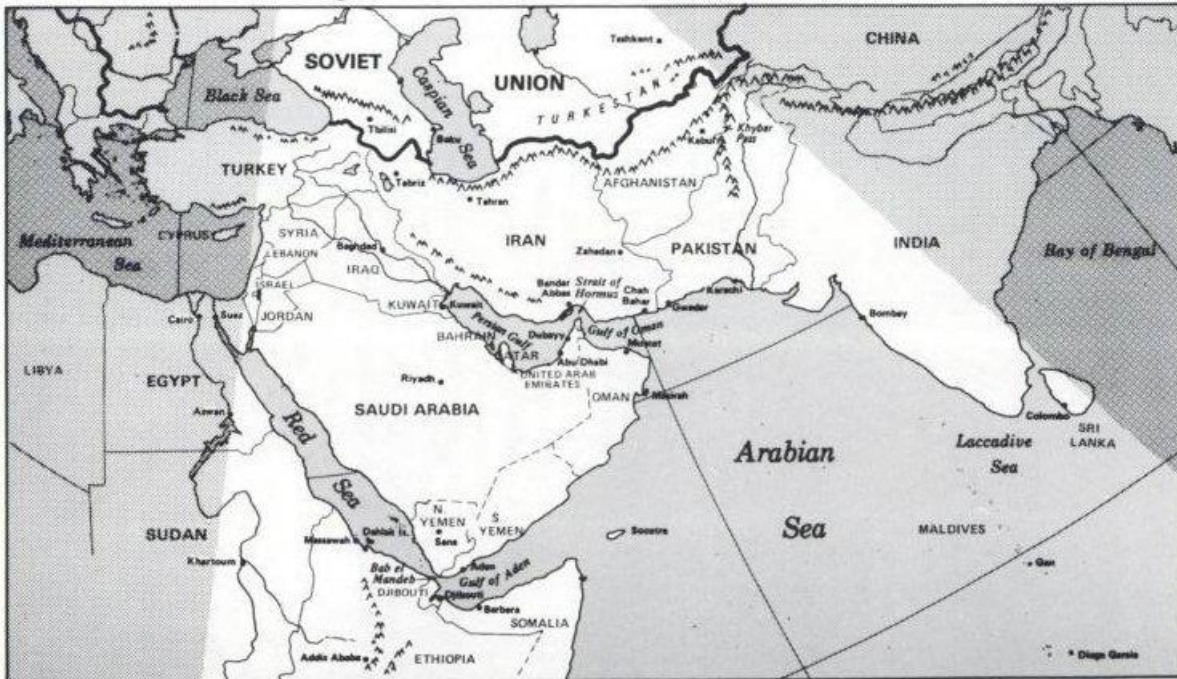 CHINA
Tashkent
SOVIET
UNION
Caspian
Sea
TURKESTAN
Black Sea
Tbilisi
Baku
Kabul
Khyber
Pass
TURKEY
Tabriz
Tehran
AFGHANISTAN
CYPRUS
SYRIA
Mediterranean
Sea
LEBANON
Baghdad
IRAN
Zahedan
PAKISTAN
INDIA
Bay of Bengal
IRAQ
ISRAEL
Bandar
Abbas
Strait of
Hormuz
Chah
Bahar
Karachi
Gwader
KUWAIT
Kuwait
Cairo
Suez
JORDAN
Persian Gulf
Gulf of Oman
Bombay
BAHRAIN
QATAR
Dubayy
Muscat
Abu Dhabi
LIBYA
EGYPT
UNITED ARAB
EMIRATES
Riyadh
OMAN
Masirah
SAUDI ARABIA
Aswan
Red
Sea
Colombo
SRI
LANKA
Arabian
Sea
Laccadive
Sea
N.
YEMEN
S.
YEMEN
SUDAN
Massawah
Dahlak Is.
Sana
Socotra
MALDIVES
Khartoum
Aden
Gulf of Aden
Bab el
Mandeb
DJIBOUTI
Djibouti
Berbera
Gan
SOMALIA
Addis Ababa
ETHIOPIA
Diego Garcia